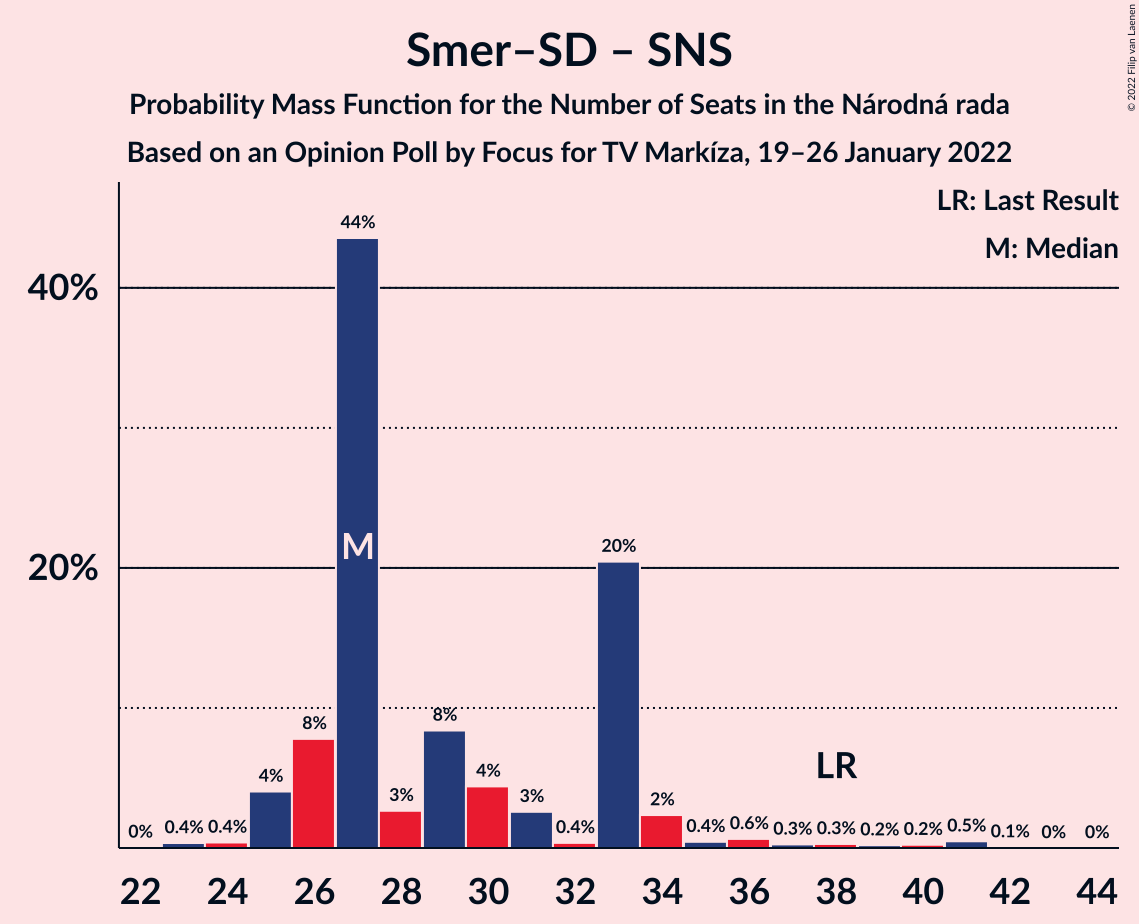 Smer–SD – SNS
Probability Mass Function for the Number of Seats in the Národná rada
Based on an Opinion Poll by Focus for TV Markíza, 19–26 January 2022
© 2022 Filip van Laenen
LR: Last Result
M: Median
40%
20%
0%
0.4%
0.4%
4%
8%
44%
M
3%
8%
4%
3%
0.4%
20%
2%
0.4%
0.6%
0.3%
0.3%
LR
0.2%
0.2%
0.5%
0.1%
0%
0%
22 24 26 28 30 32 34 36 38 40 42 44